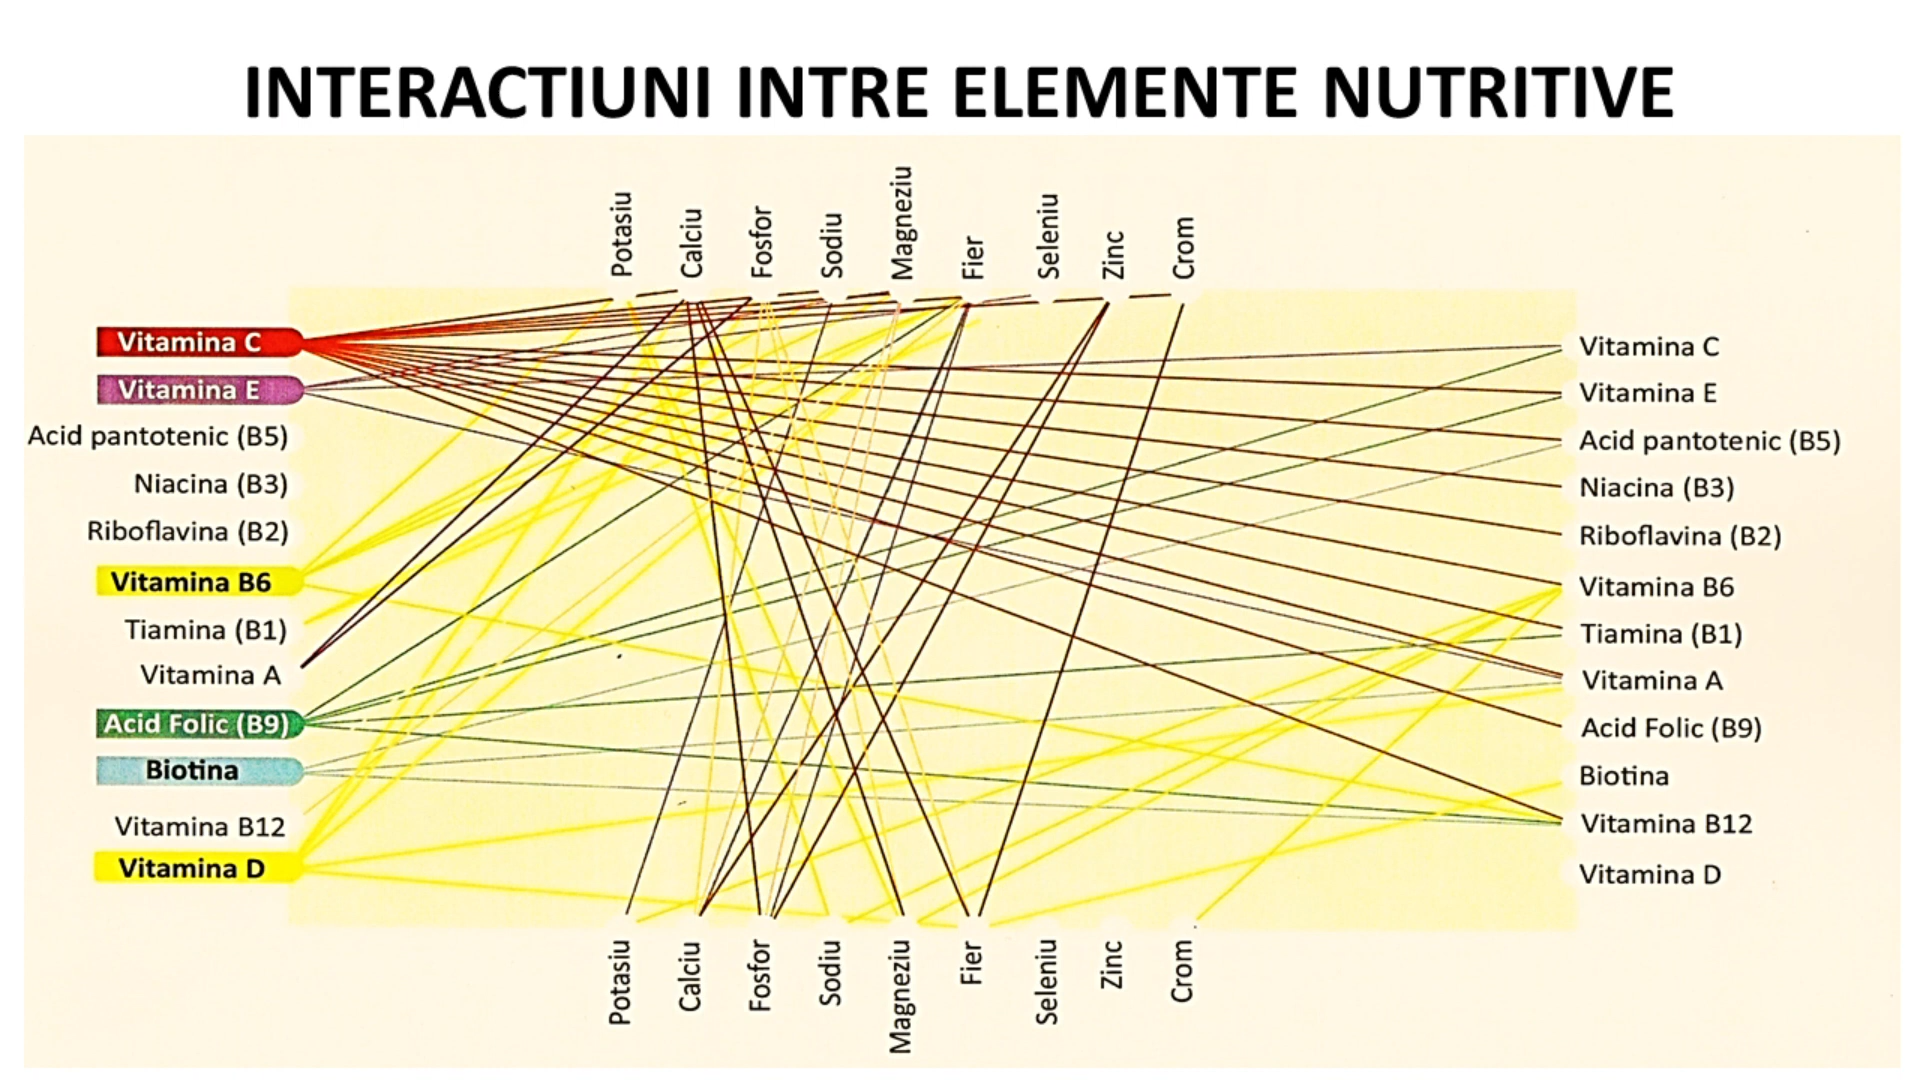 INTERACTIUNI INTRE ELEMENTE NUTRITIVE
Potasiu
Calciu
Fosfor
Sodiu
Magneziu
Fier
Seleniu
Zinc
Crom
Vitamina C
Vitamina E
Acid pantotenic (B5)
Niacina (B3)
Riboflavina (B2)
Vitamina B6
Tiamina (B1)
Vitamina A
Acid Folic (B9)
Biotina
Vitamina B12
Vitamina D
Vitamina C
Vitamina E
Acid pantotenic (B5)
Niacina (B3)
Riboflavina (B2)
Vitamina B6
Tiamina (B1)
Vitamina A
Acid Folic (B9)
Biotina
Vitamina B12
Vitamina D
Potasiu
Calciu
Fosfor
Sodiu
Magneziu
Fier
Seleniu
Zinc
Crom